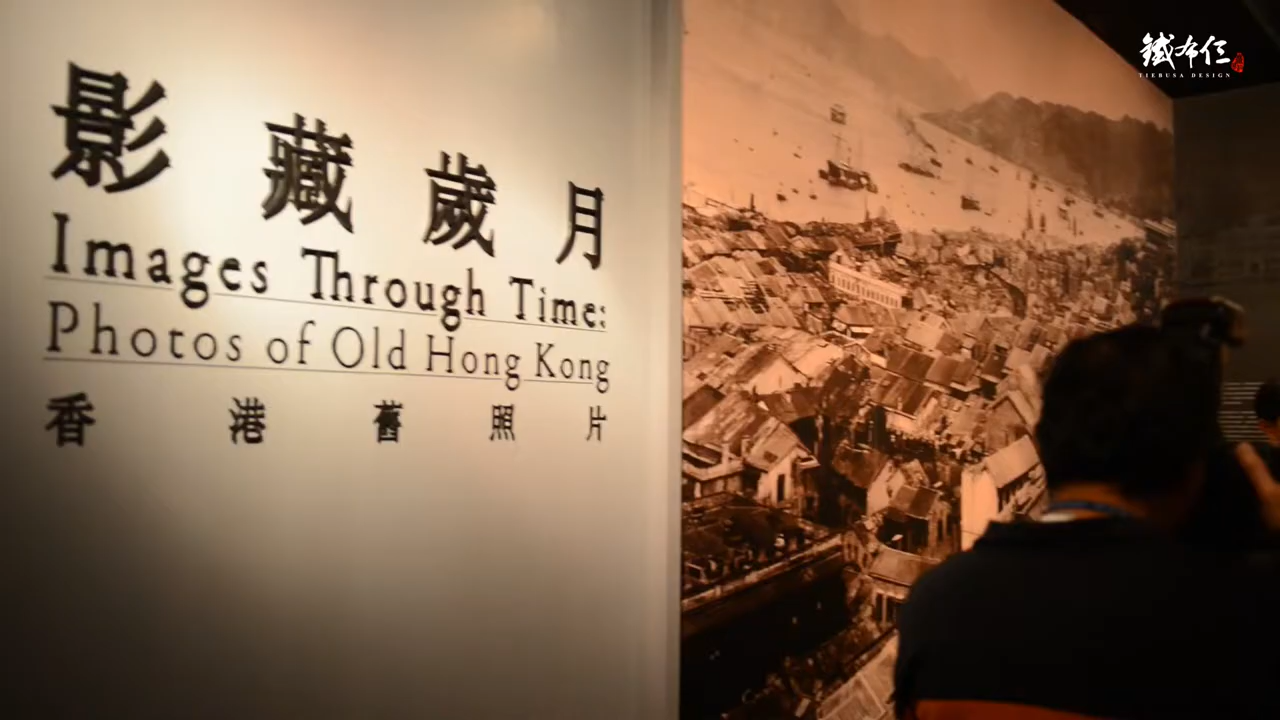 影藏歲月
Images Through Time:
Photos of Old Hong Kong
香港舊照片
鐵布仨
TIEBUSA DESIGN